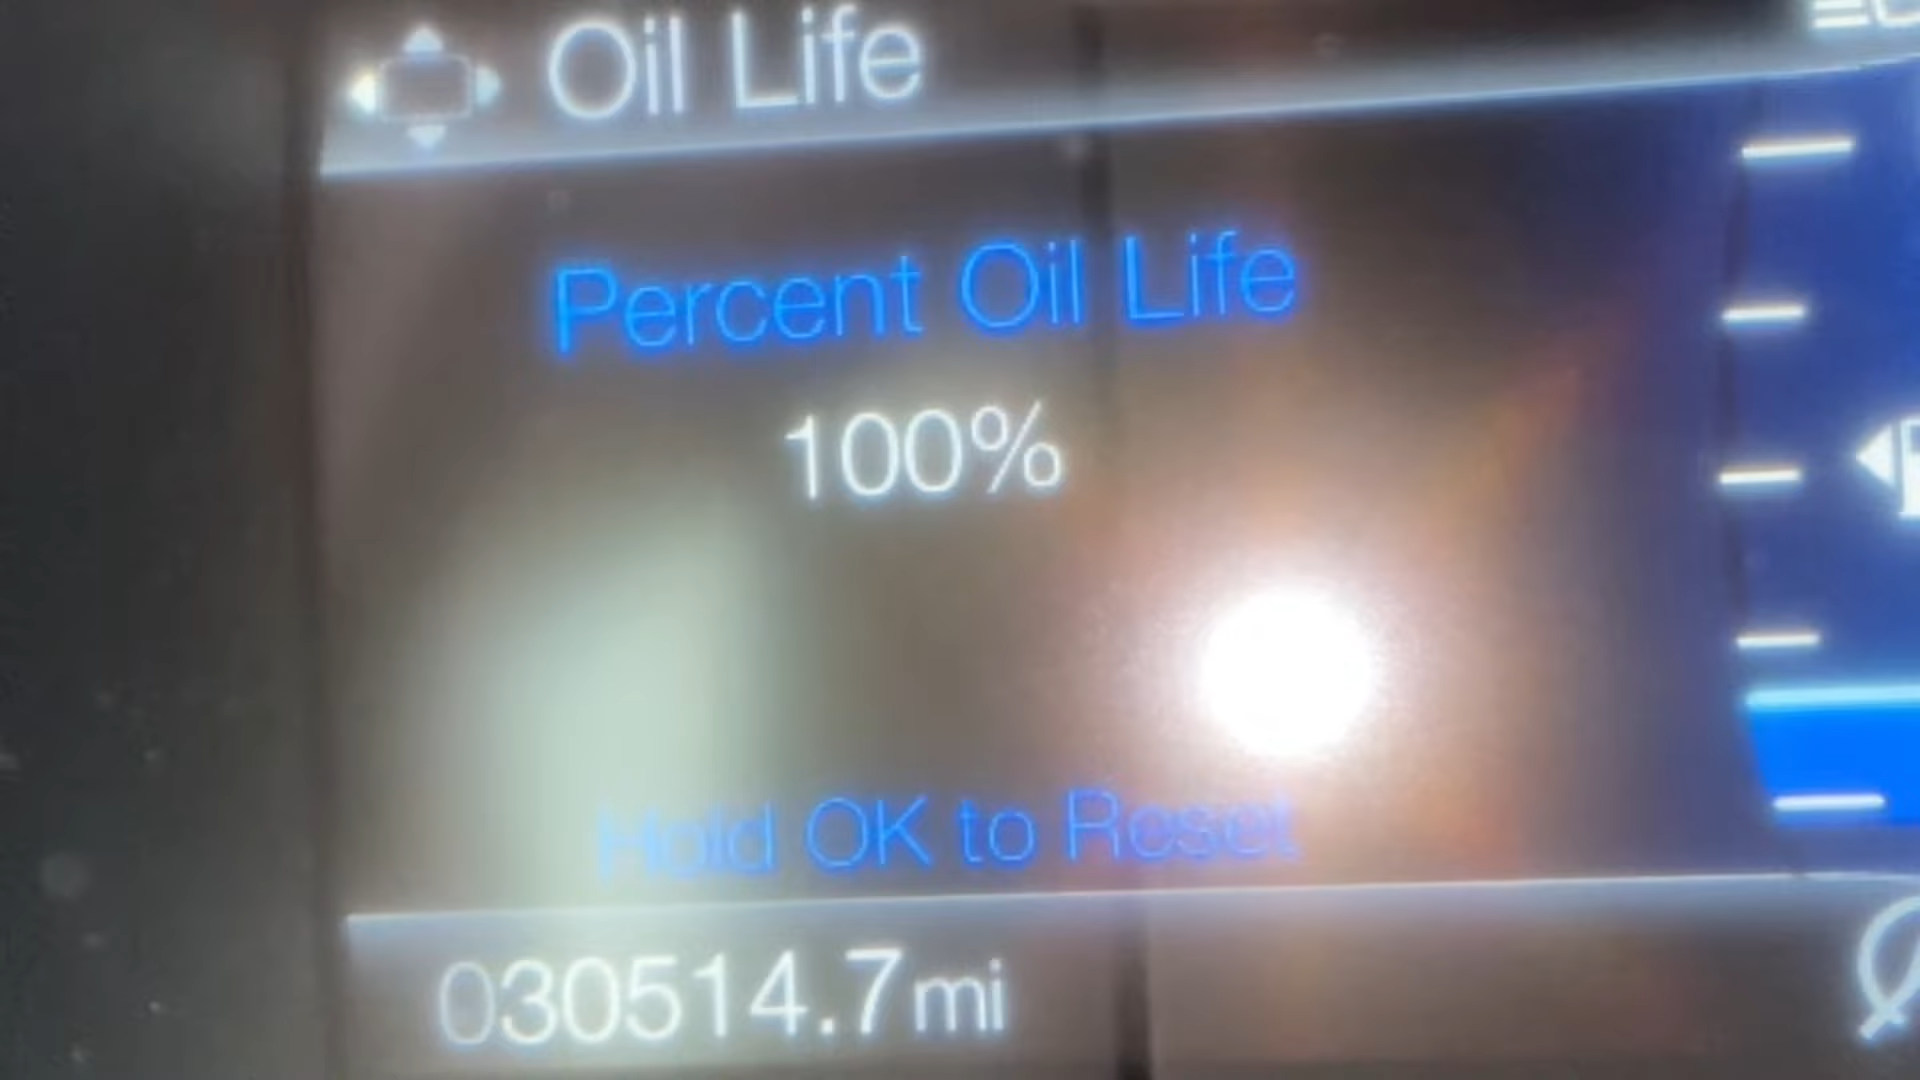 Oil Life
Percent Oil Life
100%
Hold OK to Reset
030514.7mi